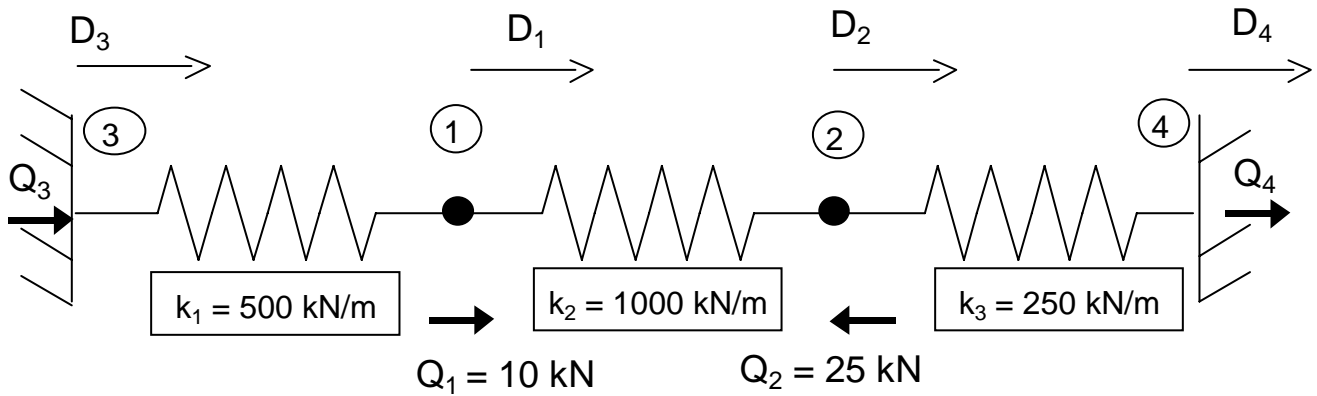 D₃ D₁ D₂ D₄
3 1 2 4
Q₃ Q₄
k₁ = 500 kN/m k₂ = 1000 kN/m k₃ = 250 kN/m
Q₁ = 10 kN Q₂ = 25 kN